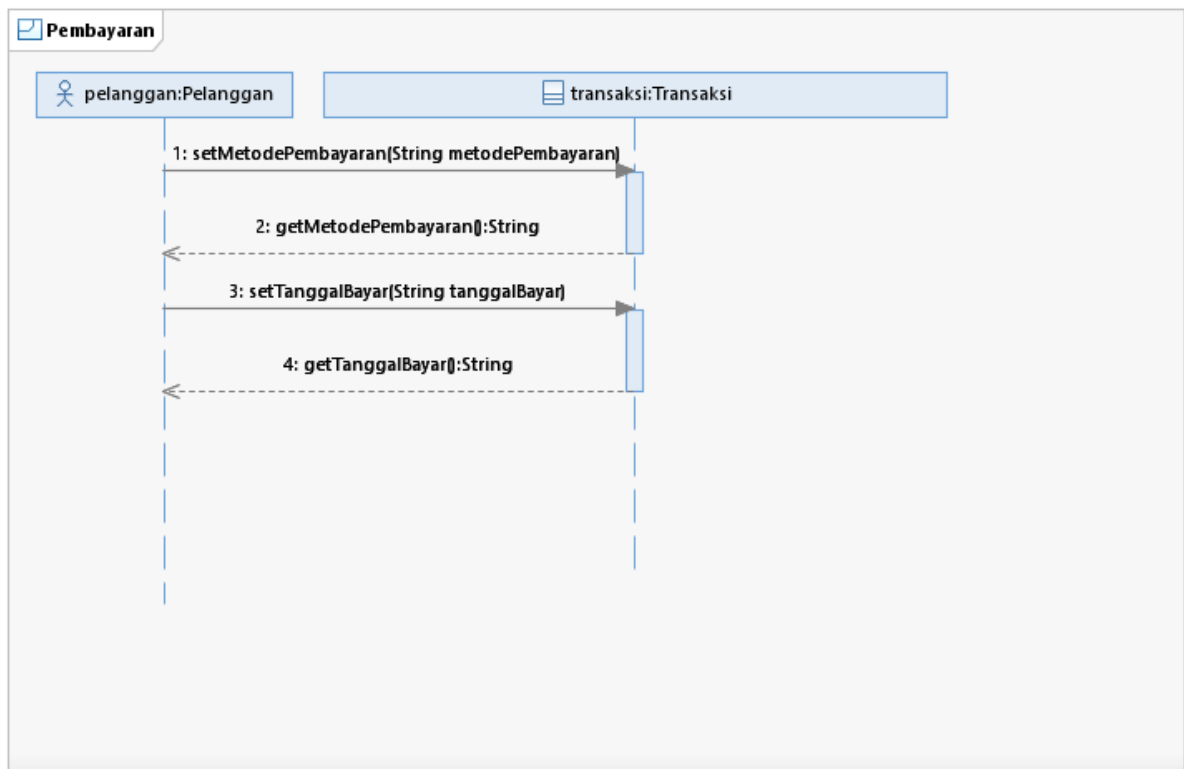 Pembayaran
pelanggan:Pelanggan
transaksi:Transaksi
1: setMetodePembayaran(String metodePembayaran)
2: getMetodePembayaran():String
3: setTanggalBayar(String tanggalBayar)
4: getTanggalBayar():String